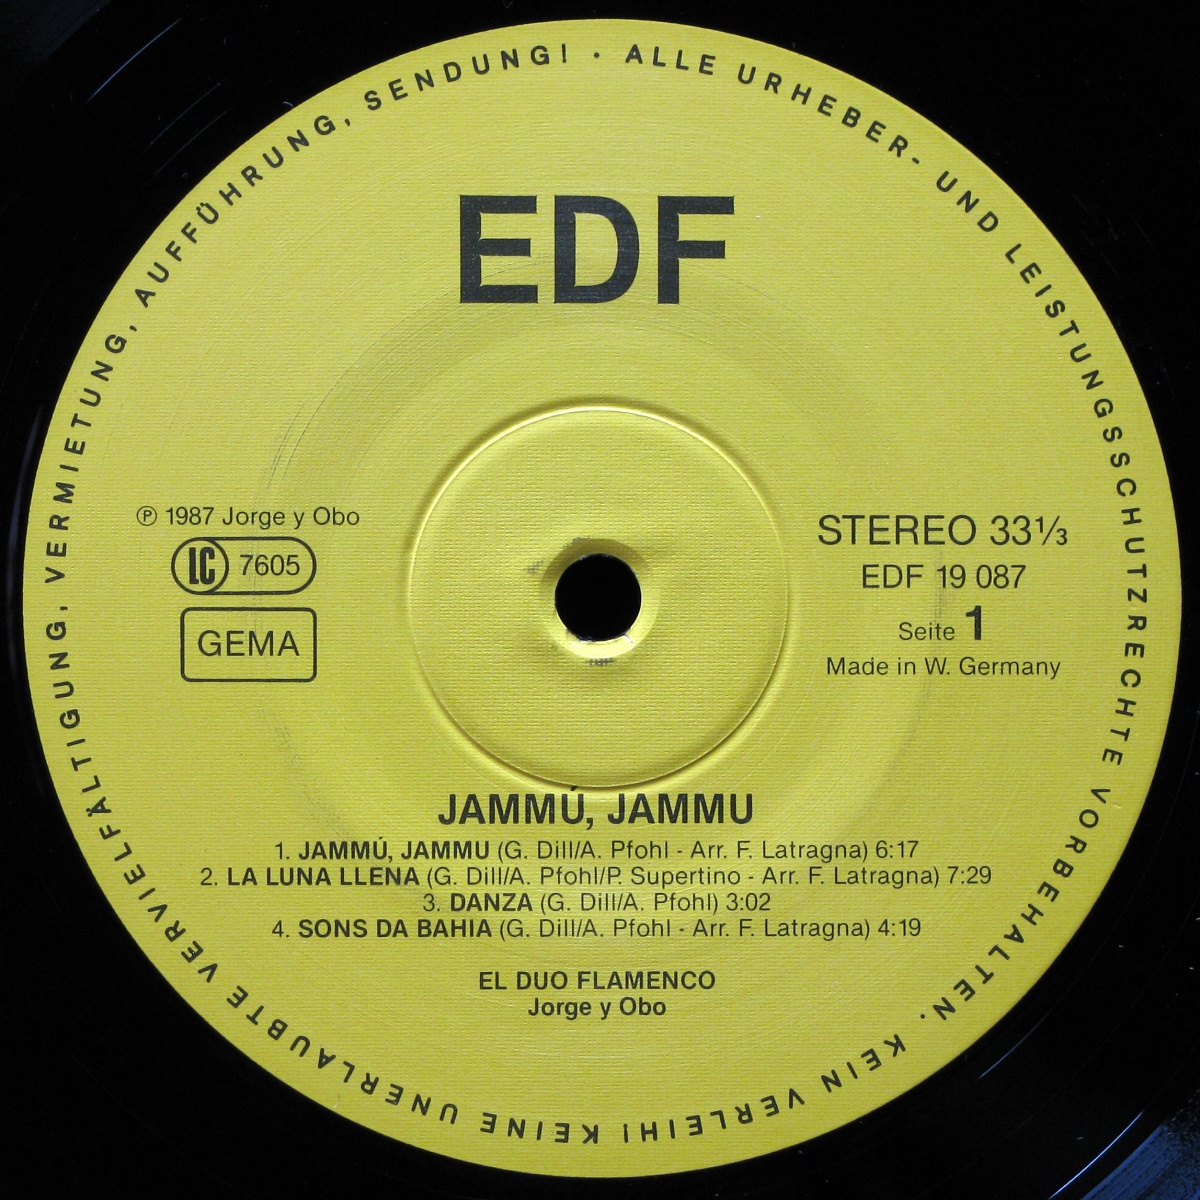 ALLE URHEBER- UND LEISTUNGSSCHUTZRECHTE VORBEHALTEN. KEIN VERLEIH! KEINE UNERLAUBTE VERVIELFÄLTIGUNG, VERMIETUNG, AUFFÜHRUNG, SENDUNG! ·
EDF
℗ 1987 Jorge y Obo
LC 7605
GEMA
STEREO 33⅓
EDF 19 087
Seite 1
Made in W. Germany
JAMMÚ, JAMMU
1. JAMMÚ, JAMMU (G. Dill/A. Pfohl - Arr. F. Latragna) 6:17
2. LA LUNA LLENA (G. Dill/A. Pfohl/P. Supertino - Arr. F. Latragna) 7:29
3. DANZA (G. Dill/A. Pfohl) 3:02
4. SONS DA BAHIA (G. Dill/A. Pfohl - Arr. F. Latragna) 4:19
EL DUO FLAMENCO
Jorge y Obo